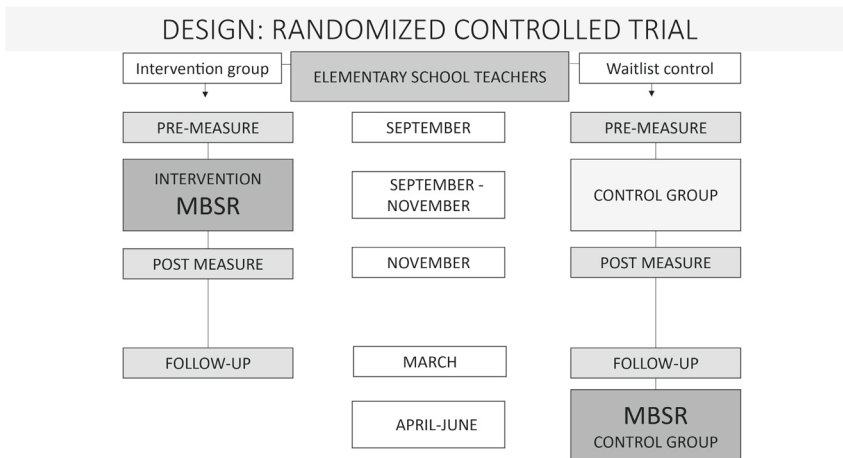 DESIGN: RANDOMIZED CONTROLLED TRIAL
Intervention group
ELEMENTARY SCHOOL TEACHERS
Waitlist control
PRE-MEASURE
SEPTEMBER
PRE-MEASURE
INTERVENTION
MBSR
SEPTEMBER -
NOVEMBER
CONTROL GROUP
POST MEASURE
NOVEMBER
POST MEASURE
FOLLOW-UP
MARCH
FOLLOW-UP
APRIL-JUNE
MBSR
CONTROL GROUP